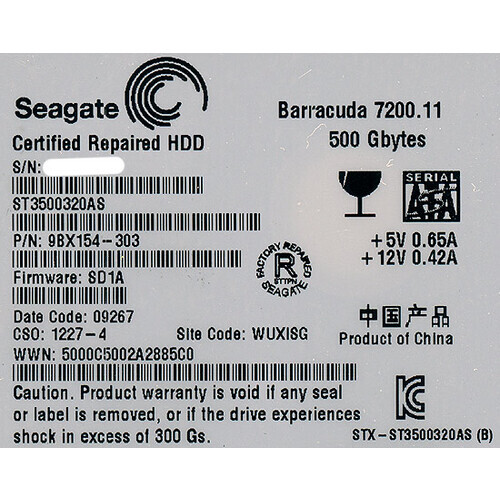 Seagate
Barracuda 7200.11
Certified Repaired HDD
500 Gbytes
S/N:
ST3500320AS
SERIAL
ATA
P/N: 9BX154-303
+5V 0.65A
+12V 0.42A
FACTORY REPAIRED
R
STTPN
SEAGATE
Firmware: SD1A
Date Code: 09267
中国产品
CSO: 1227-4
Site Code: WUXISG
Product of China
WWN: 5000C5002A2885C0
Caution. Product warranty is void if any seal
or label is removed, or if the drive experiences
shock in excess of 300 Gs.
STX-ST3500320AS (B)